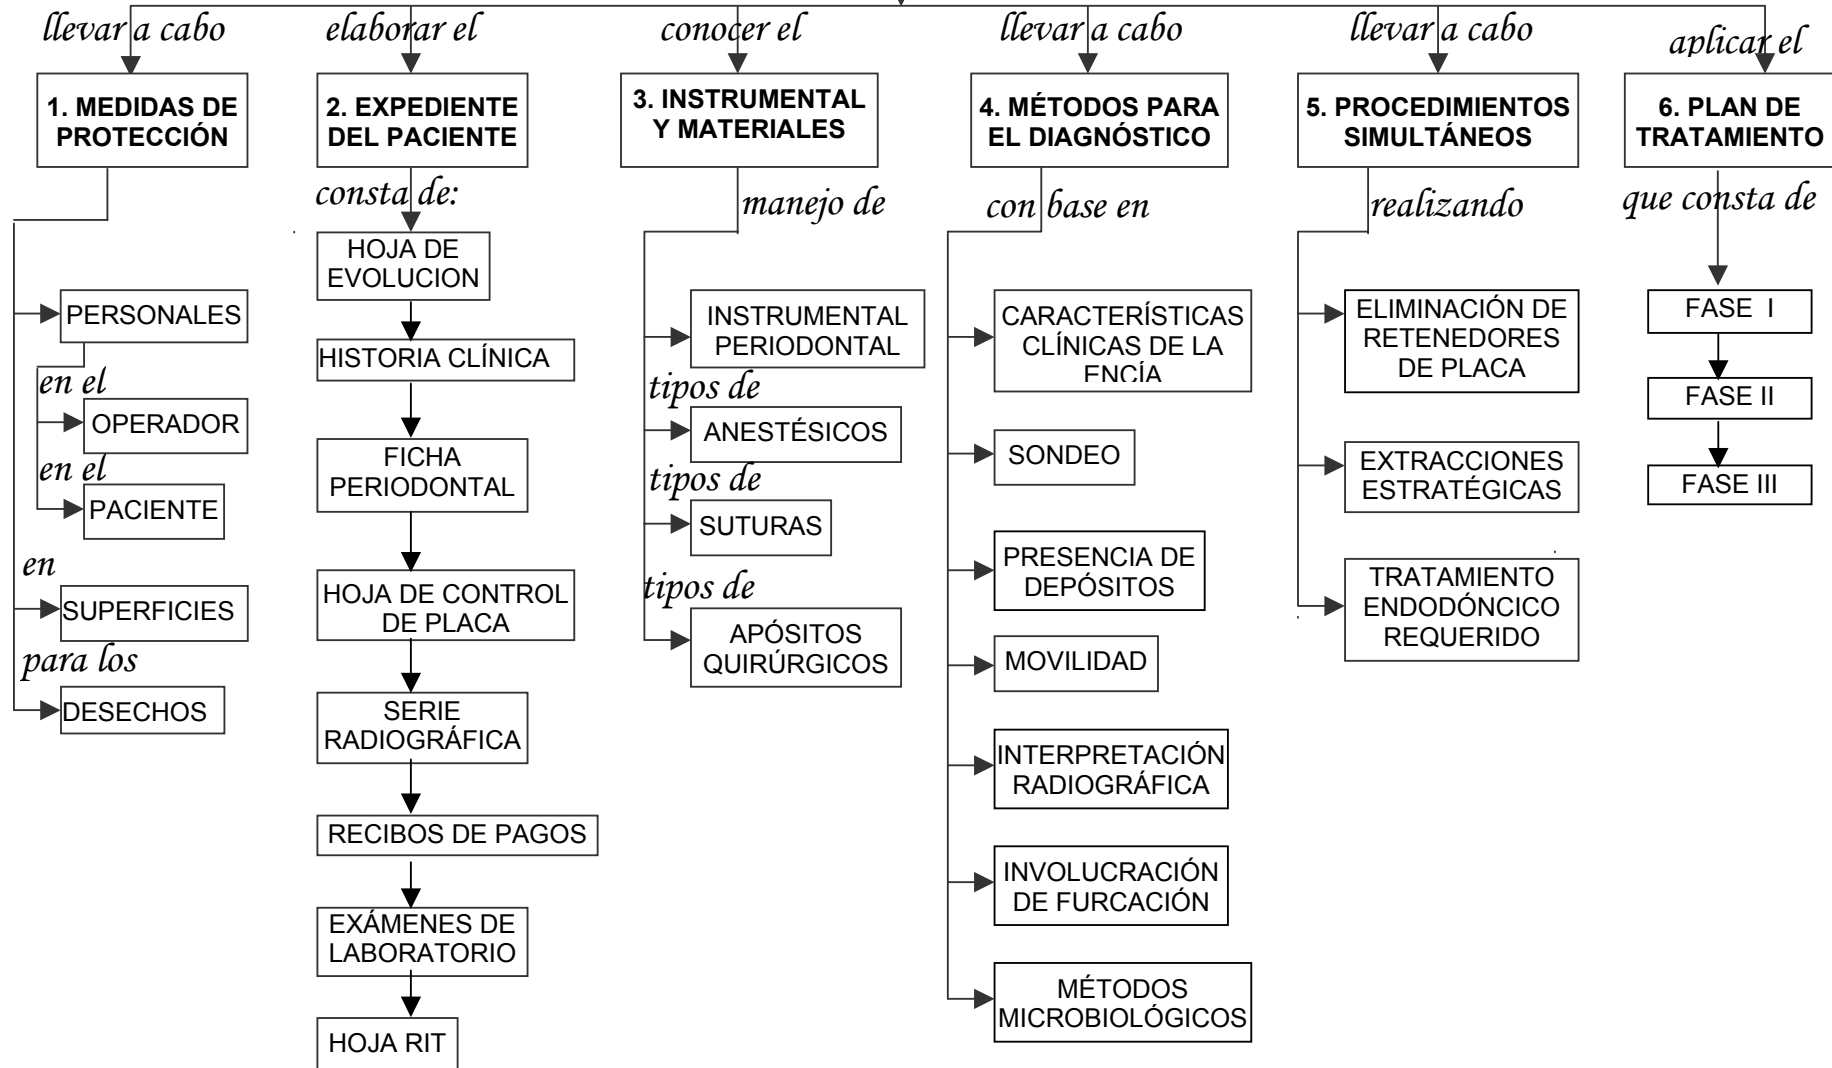 llevar a cabo
1. MEDIDAS DE
PROTECCIÓN
PERSONALES
en el
OPERADOR
en el
PACIENTE
en
SUPERFICIES
para los
DESECHOS
elaborar el
2. EXPEDIENTE
DEL PACIENTE
consta de:
HOJA DE
EVOLUCION
HISTORIA CLÍNICA
FICHA
PERIODONTAL
HOJA DE CONTROL
DE PLACA
SERIE
RADIOGRÁFICA
RECIBOS DE PAGOS
EXÁMENES DE
LABORATORIO
HOJA RIT
conocer el
3. INSTRUMENTAL
Y MATERIALES
manejo de
INSTRUMENTAL
PERIODONTAL
tipos de
ANESTÉSICOS
tipos de
SUTURAS
tipos de
APÓSITOS
QUIRÚRGICOS
llevar a cabo
4. MÉTODOS PARA
EL DIAGNÓSTICO
con base en
CARACTERÍSTICAS
CLÍNICAS DE LA
ENCÍA
SONDEO
PRESENCIA DE
DEPÓSITOS
MOVILIDAD
INTERPRETACIÓN
RADIOGRÁFICA
INVOLUCRACIÓN
DE FURCACIÓN
MÉTODOS
MICROBIOLÓGICOS
llevar a cabo
5. PROCEDIMIENTOS
SIMULTÁNEOS
realizando
ELIMINACIÓN DE
RETENEDORES
DE PLACA
EXTRACCIONES
ESTRATÉGICAS
TRATAMIENTO
ENDODÓNCICO
REQUERIDO
aplicar el
6. PLAN DE
TRATAMIENTO
que consta de
FASE I
FASE II
FASE III